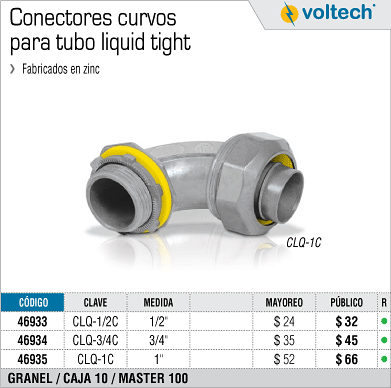 Conectores curvos
para tubo liquid tight
voltech®
› Fabricados en zinc
CLQ-1C
CÓDIGO CLAVE MEDIDA MAYOREO PÚBLICO R
46933 CLQ-1/2C 1/2" $ 24 $ 32
46934 CLQ-3/4C 3/4" $ 35 $ 45
46935 CLQ-1C 1" $ 52 $ 66
GRANEL / CAJA 10 / MASTER 100